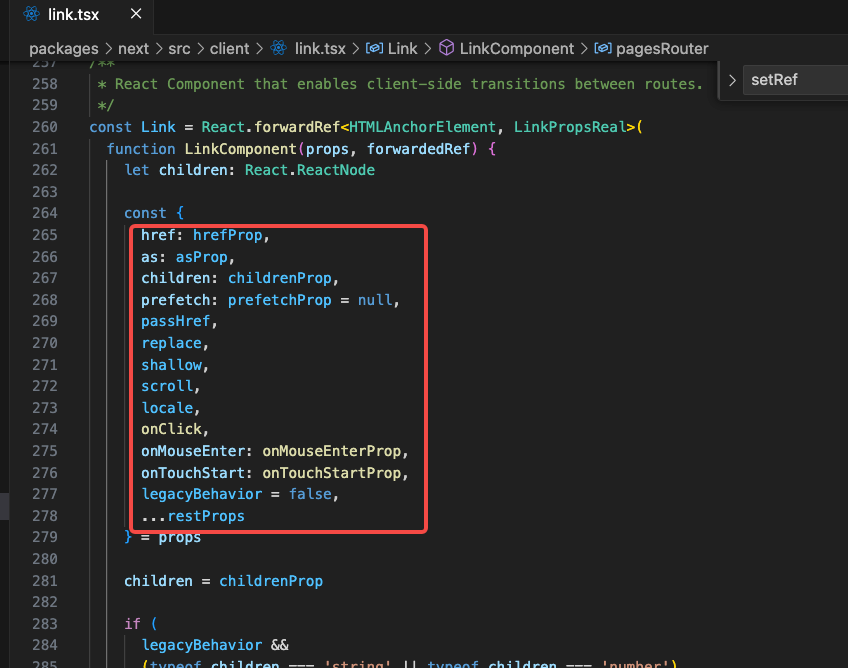 link.tsx
packages > next > src > client > link.tsx > Link > LinkComponent > pagesRouter
257 /**
258 * React Component that enables client-side transitions between routes.
setRef
259 */
260 const Link = React.forwardRef<HTMLAnchorElement, LinkPropsReal>(
261 function LinkComponent(props, forwardedRef) {
262 let children: React.ReactNode
263
264 const {
265 href: hrefProp,
266 as: asProp,
267 children: childrenProp,
268 prefetch: prefetchProp = null,
269 passHref,
270 replace,
271 shallow,
272 scroll,
273 locale,
274 onClick,
275 onMouseEnter: onMouseEnterProp,
276 onTouchStart: onTouchStartProp,
277 legacyBehavior = false,
278 ...restProps
279 } = props
280
281 children = childrenProp
282
283 if (
284 legacyBehavior &&
285 (typeof children === 'string' || typeof children === 'number')